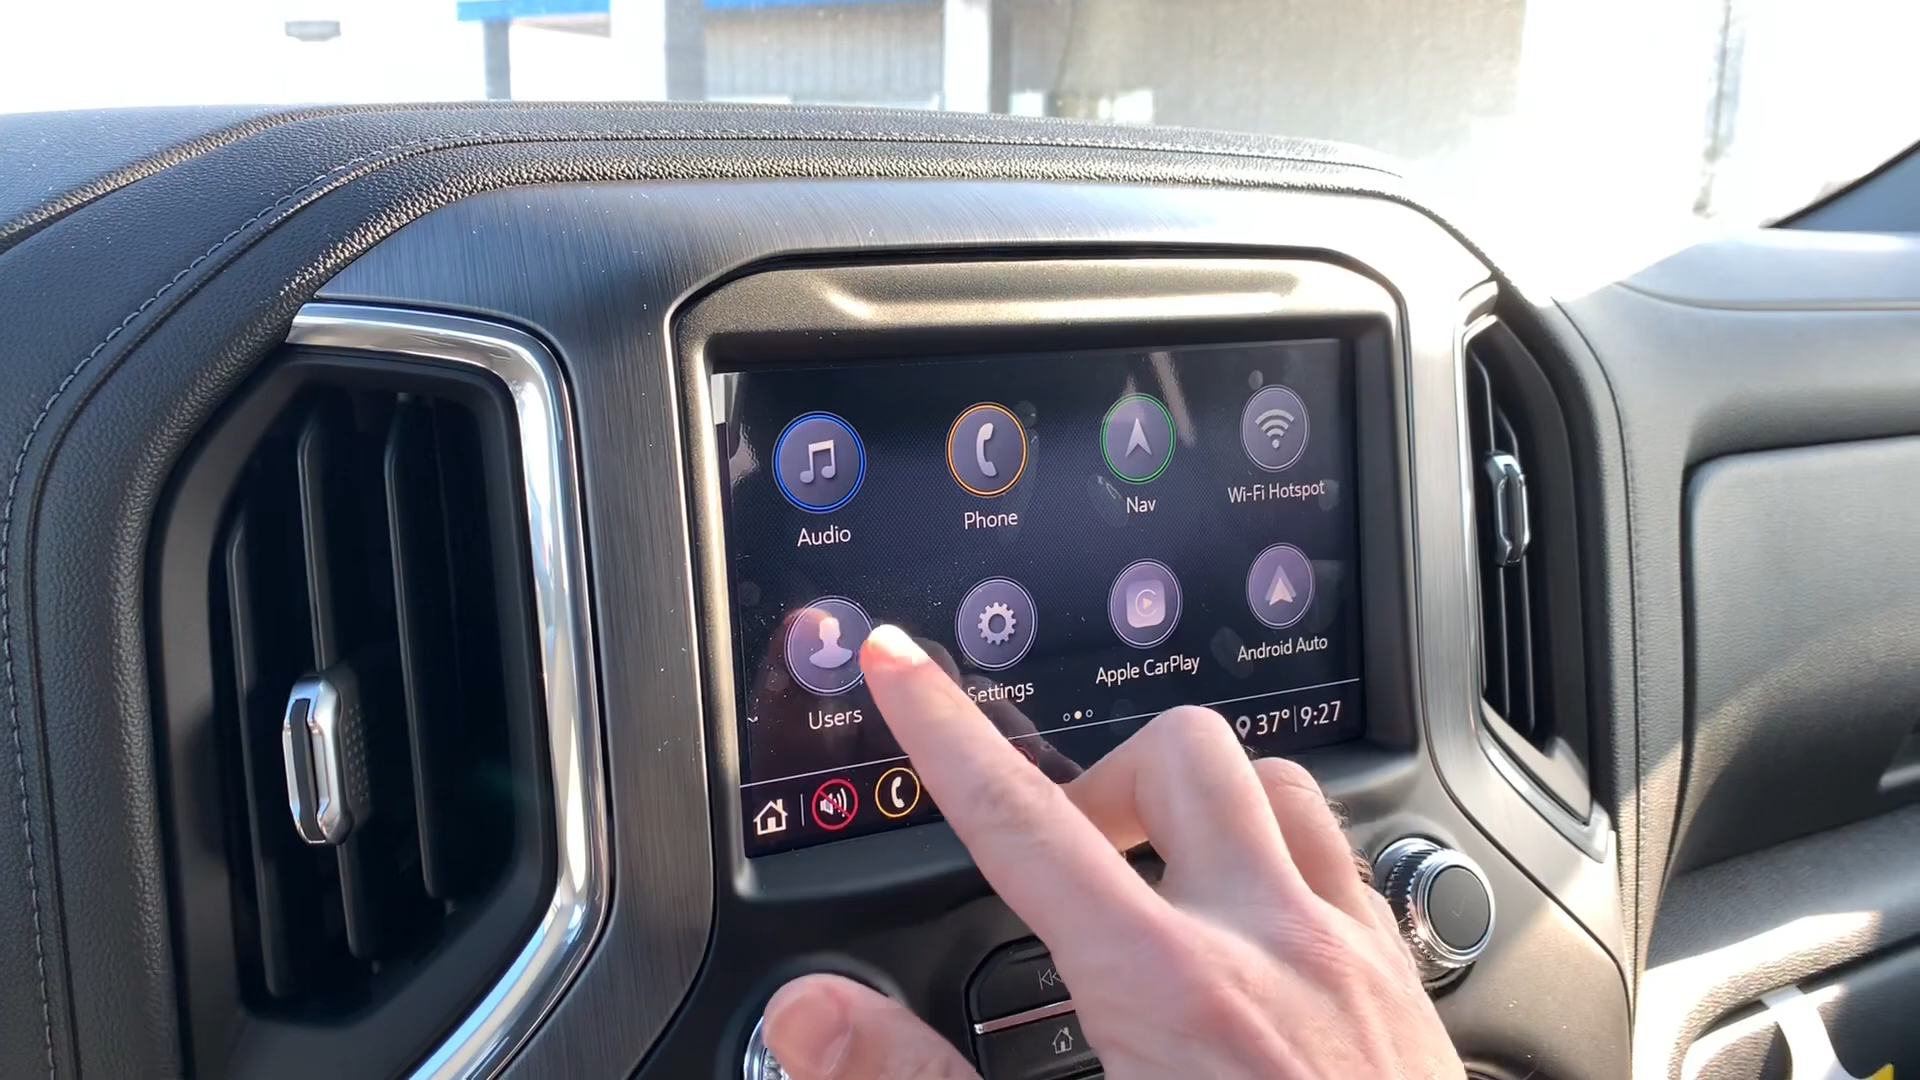 Audio
Phone
Nav
Wi-Fi Hotspot
Users
Settings
Apple CarPlay
Android Auto
37° 9:27